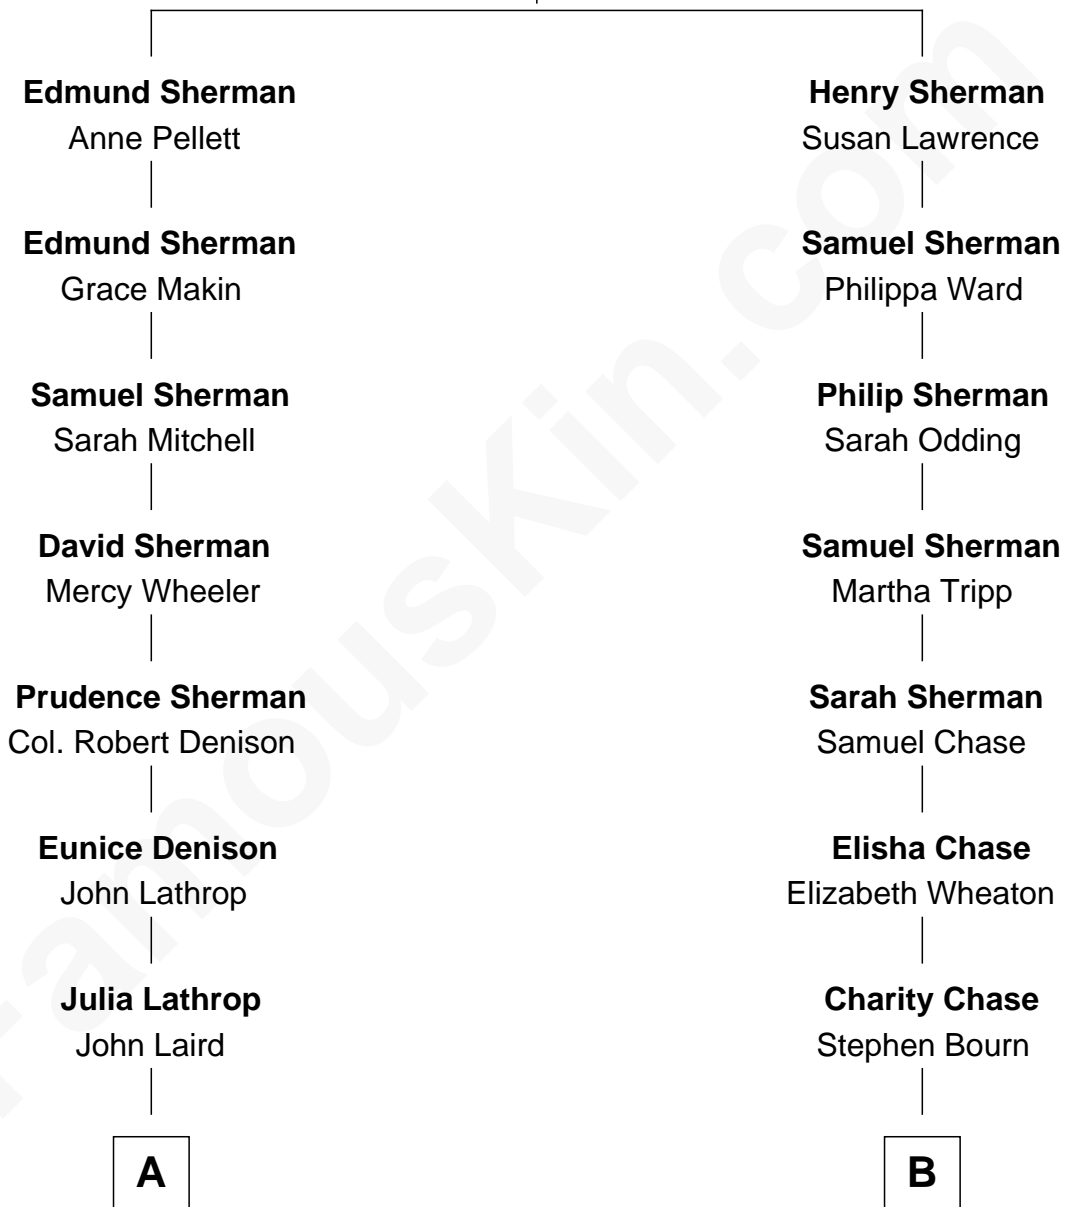 Edmund Sherman
Anne Pellett
Edmund Sherman
Grace Makin
Samuel Sherman
Sarah Mitchell
David Sherman
Mercy Wheeler
Prudence Sherman
Col. Robert Denison
Eunice Denison
John Lathrop
Julia Lathrop
John Laird
A
Henry Sherman
Susan Lawrence
Samuel Sherman
Philippa Ward
Philip Sherman
Sarah Odding
Samuel Sherman
Martha Tripp
Sarah Sherman
Samuel Chase
Elisha Chase
Elizabeth Wheaton
Charity Chase
Stephen Bourn
B
FamousKin.com